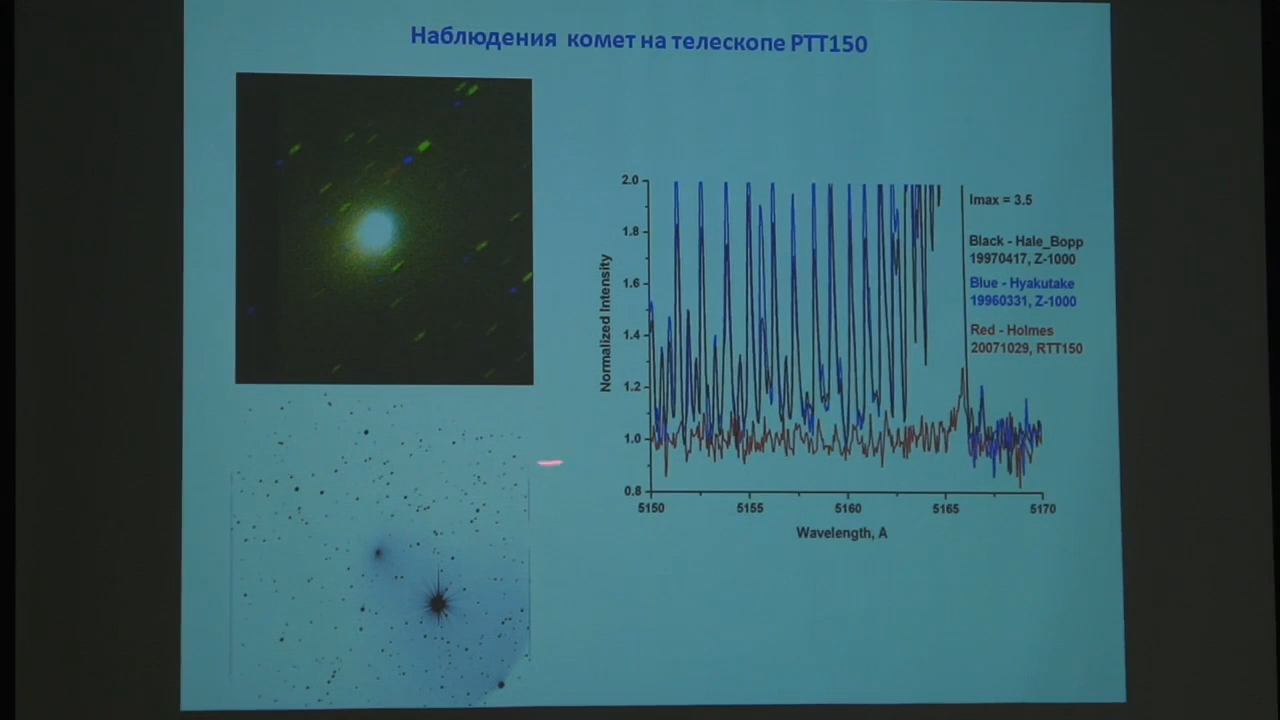 Наблюдения комет на телескопе РТТ150
2.0
1.8
1.6
1.4
1.2
1.0
0.8
Normalized Intensity
5150
5155
5160
5165
5170
Wavelength, A
Imax = 3.5
Black - Hale_Bopp
19970417, Z-1000
Blue - Hyakutake
19960331, Z-1000
Red - Holmes
20071029, RTT150